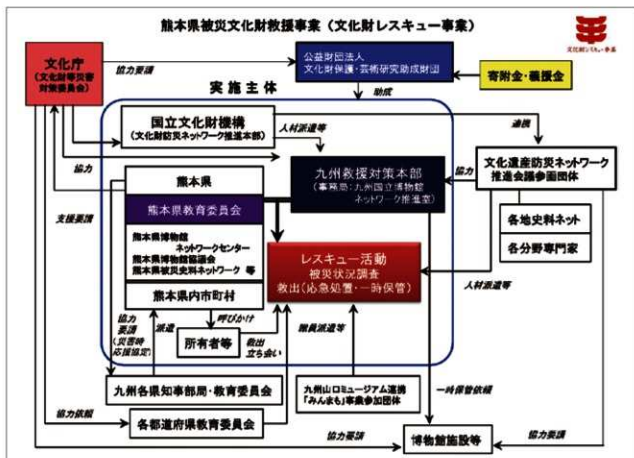 熊本県被災文化財救援事業（文化財レスキュー事業）
文化財レスキュー事業
文化庁
（文化財等災害
対策委員会）
協力要請
公益財団法人
文化財保護・芸術研究助成財団
寄附金・義援金
実施主体
助成
国立文化財機構
（文化財防災ネットワーク推進本部）
人材派遣等
連携
協力
九州救援対策本部
（事務局：九州国立博物館
ネットワーク推進室）
協力
文化遺産防災ネットワーク
推進会議参画団体
熊本県
支援要請
熊本県教育委員会
各地史料ネット
各分野専門家
熊本県博物館
ネットワークセンター
熊本県博物館協議会
熊本県被災史料ネットワーク 等
レスキュー活動
被災状況調査
救出（応急処置・一時保管）
人材派遣等
熊本県内市町村
協力
要請
（災害時
応援協定）
派遣
呼びかけ
所有者等
救出
立ち会い
職員派遣等
九州各県知事部局・教育委員会
九州山口ミュージアム連携
「みんまも」事業参加団体
一時保管依頼
協力依頼
各都道府県教育委員会
協力要請
博物館施設等
協力要請